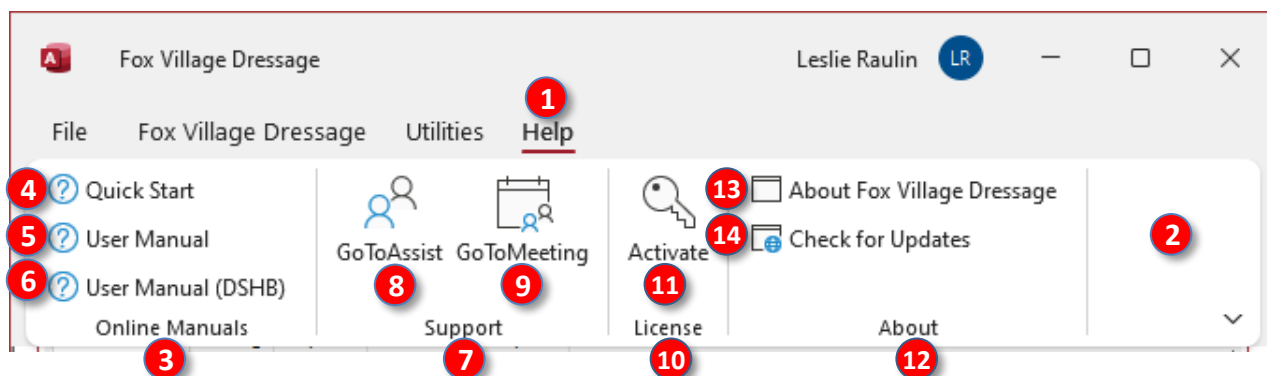 A Fox Village Dressage Leslie Raulin LR
1
File Fox Village Dressage Utilities Help
4 Quick Start 13 About Fox Village Dressage
5 User Manual 14 Check for Updates 2
GoToAssist GoToMeeting Activate
6 User Manual (DSHB) 8 9 11
Online Manuals Support License About
3 7 10 12